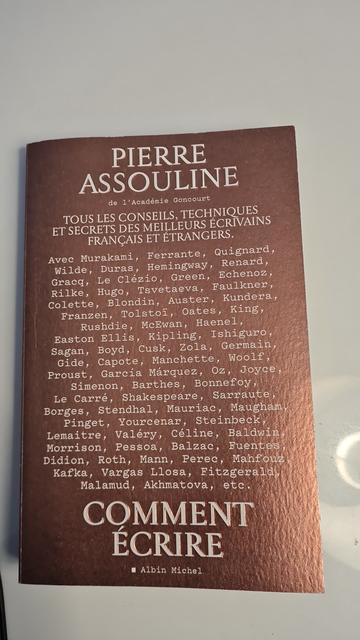 PIERRE
ASSOULINE
de l'Académie Goncourt
TOUS LES CONSEILS, TECHNIQUES
ET SECRETS DES MEILLEURS ÉCRIVAINS
FRANÇAIS ET ÉTRANGERS.
Avec Murakami, Ferrante, Quignard,
Wilde, Duras, Hemingway, Renard,
Gracq, Le Clézio, Green, Echenoz,
Rilke, Hugo, Tsvetaeva, Faulkner,
Colette, Blondin, Auster, Kundera,
Franzen, Tolstoï, Oates, King,
Rushdie, McEwan, Haenel,
Easton Ellis, Kipling, Ishiguro,
Sagan, Boyd, Cusk, Zola, Germain,
Gide, Capote, Manchette, Woolf,
Proust, García Márquez, Oz, Joyce,
Simenon, Barthes, Bonnefoy,
Le Carré, Shakespeare, Sarraute,
Borges, Stendhal, Mauriac, Maugham,
Pinget, Yourcenar, Steinbeck,
Lemaitre, Valéry, Céline, Baldwin,
Morrison, Pessoa, Balzac, Fuentes,
Didion, Roth, Mann, Perec, Mahfouz,
Kafka, Vargas Llosa, Fitzgerald,
Malamud, Akhmatova, etc.
COMMENT
ÉCRIRE
Albin Michel